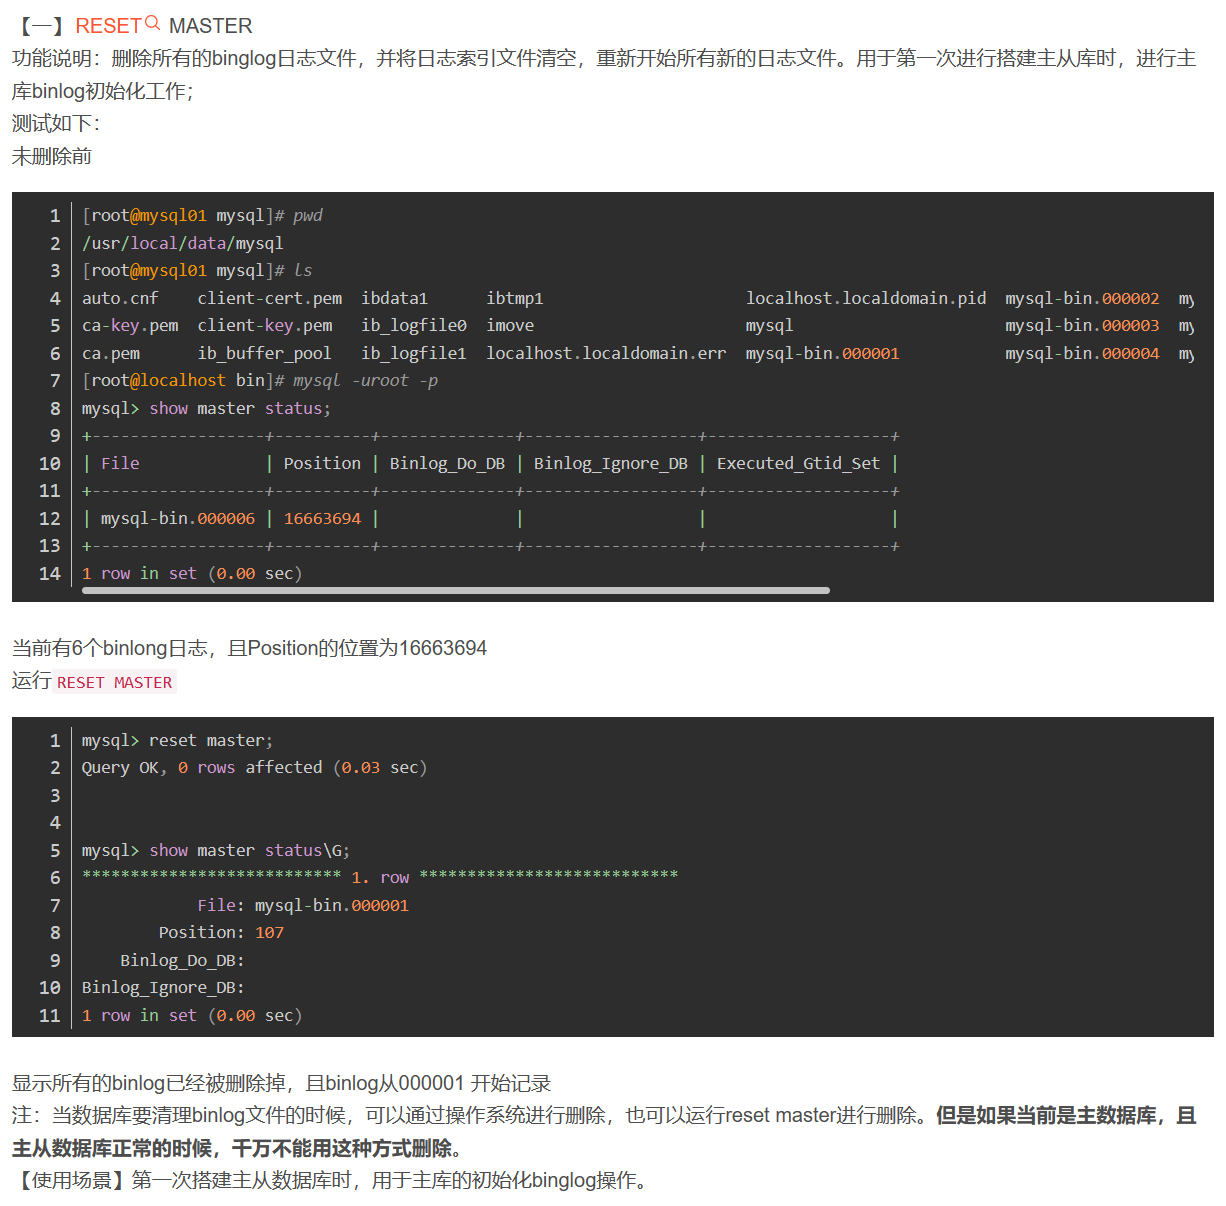 【一】RESET MASTER
功能说明：删除所有的binglog日志文件，并将日志索引文件清空，重新开始所有新的日志文件。用于第一次进行搭建主从库时，进行主
库binlog初始化工作；
测试如下：
未删除前
1 [root@mysql01 mysql]# pwd
2 /usr/local/data/mysql
3 [root@mysql01 mysql]# ls
4 auto.cnf    client-cert.pem  ibdata1      ibtmp1                     localhost.localdomain.pid  mysql-bin.000002  my
5 ca-key.pem  client-key.pem   ib_logfile0  imove                      mysql                      mysql-bin.000003  my
6 ca.pem      ib_buffer_pool   ib_logfile1  localhost.localdomain.err  mysql-bin.000001           mysql-bin.000004  my
7 [root@localhost bin]# mysql -uroot -p
8 mysql> show master status;
9 +------------------+----------+--------------+------------------+-------------------+
10 | File             | Position | Binlog_Do_DB | Binlog_Ignore_DB | Executed_Gtid_Set |
11 +------------------+----------+--------------+------------------+-------------------+
12 | mysql-bin.000006 | 16663694 |              |                  |                   |
13 +------------------+----------+--------------+------------------+-------------------+
14 1 row in set (0.00 sec)
当前有6个binlong日志，且Position的位置为16663694
运行 RESET MASTER
1 mysql> reset master;
2 Query OK, 0 rows affected (0.03 sec)
3
4
5 mysql> show master status\G;
6 *************************** 1. row ***************************
7             File: mysql-bin.000001
8         Position: 107
9     Binlog_Do_DB:
10 Binlog_Ignore_DB:
11 1 row in set (0.00 sec)
显示所有的binlog已经被删除掉，且binlog从000001 开始记录
注：当数据库要清理binlog文件的时候，可以通过操作系统进行删除，也可以运行reset master进行删除。但是如果当前是主数据库，且
主从数据库正常的时候，千万不能用这种方式删除。
【使用场景】第一次搭建主从数据库时，用于主库的初始化binglog操作。